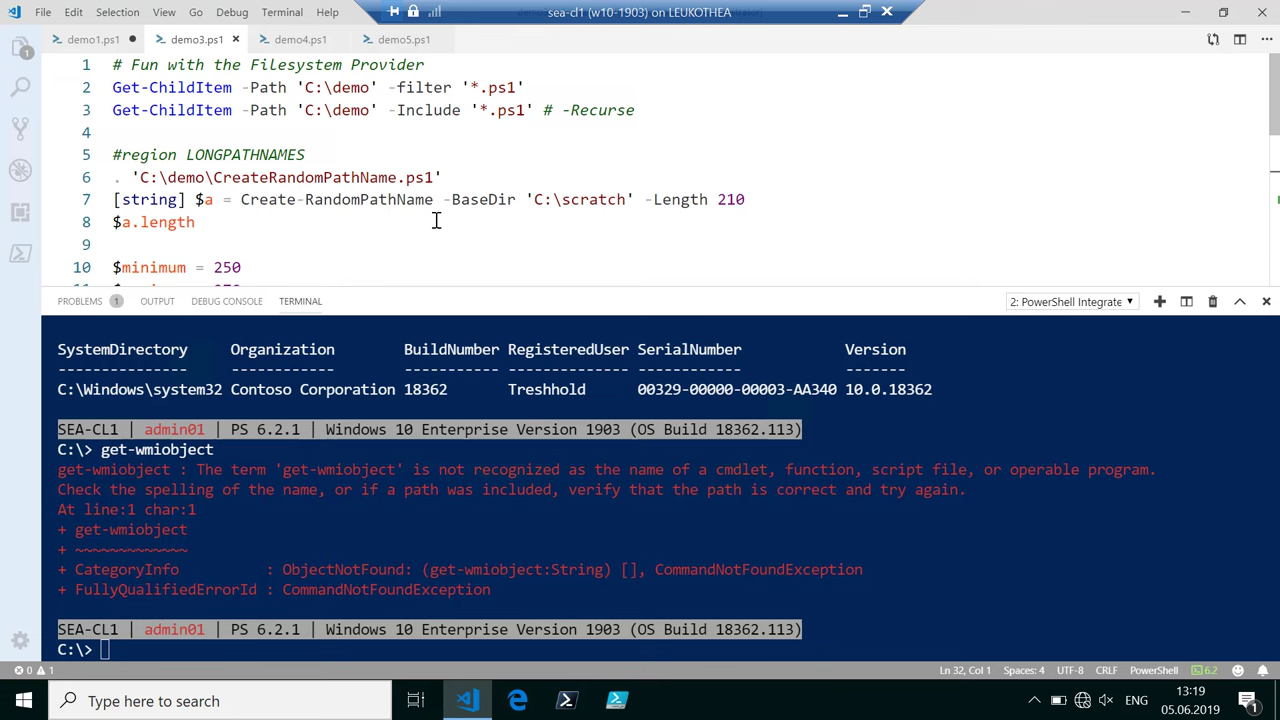 File Edit Selection View Go Debug Terminal Help
sea-cl1 (w10-1903) on LEUKOTHEA
demo1.ps1 demo3.ps1 demo4.ps1 demo5.ps1
1 # Fun with the Filesystem Provider
2 Get-ChildItem -Path 'C:\demo' -filter '*.ps1'
3 Get-ChildItem -Path 'C:\demo' -Include '*.ps1' # -Recurse
4
5 #region LONGPATHNAMES
6 . 'C:\demo\CreateRandomPathName.ps1'
7 [string] $a = Create-RandomPathName -BaseDir 'C:\scratch' -Length 210
8 $a.length
9
10 $minimum = 250
PROBLEMS 1 OUTPUT DEBUG CONSOLE TERMINAL 2: PowerShell Integrate
SystemDirectory Organization BuildNumber RegisteredUser SerialNumber Version
--------------- ------------ ----------- -------------- ------------ -------
C:\Windows\system32 Contoso Corporation 18362 Treshhold 00329-00000-00003-AA340 10.0.18362
SEA-CL1 | admin01 | PS 6.2.1 | Windows 10 Enterprise Version 1903 (OS Build 18362.113)
C:\> get-wmiobject
get-wmiobject : The term 'get-wmiobject' is not recognized as the name of a cmdlet, function, script file, or operable program.
Check the spelling of the name, or if a path was included, verify that the path is correct and try again.
At line:1 char:1
+ get-wmiobject
+ ~~~~~~~~~~~~~
+ CategoryInfo : ObjectNotFound: (get-wmiobject:String) [], CommandNotFoundException
+ FullyQualifiedErrorId : CommandNotFoundException
SEA-CL1 | admin01 | PS 6.2.1 | Windows 10 Enterprise Version 1903 (OS Build 18362.113)
C:\>
0 1 Ln 32, Col 1 Spaces: 4 UTF-8 CRLF PowerShell 6.2
Type here to search
ENG
13:19
05.06.2019
1